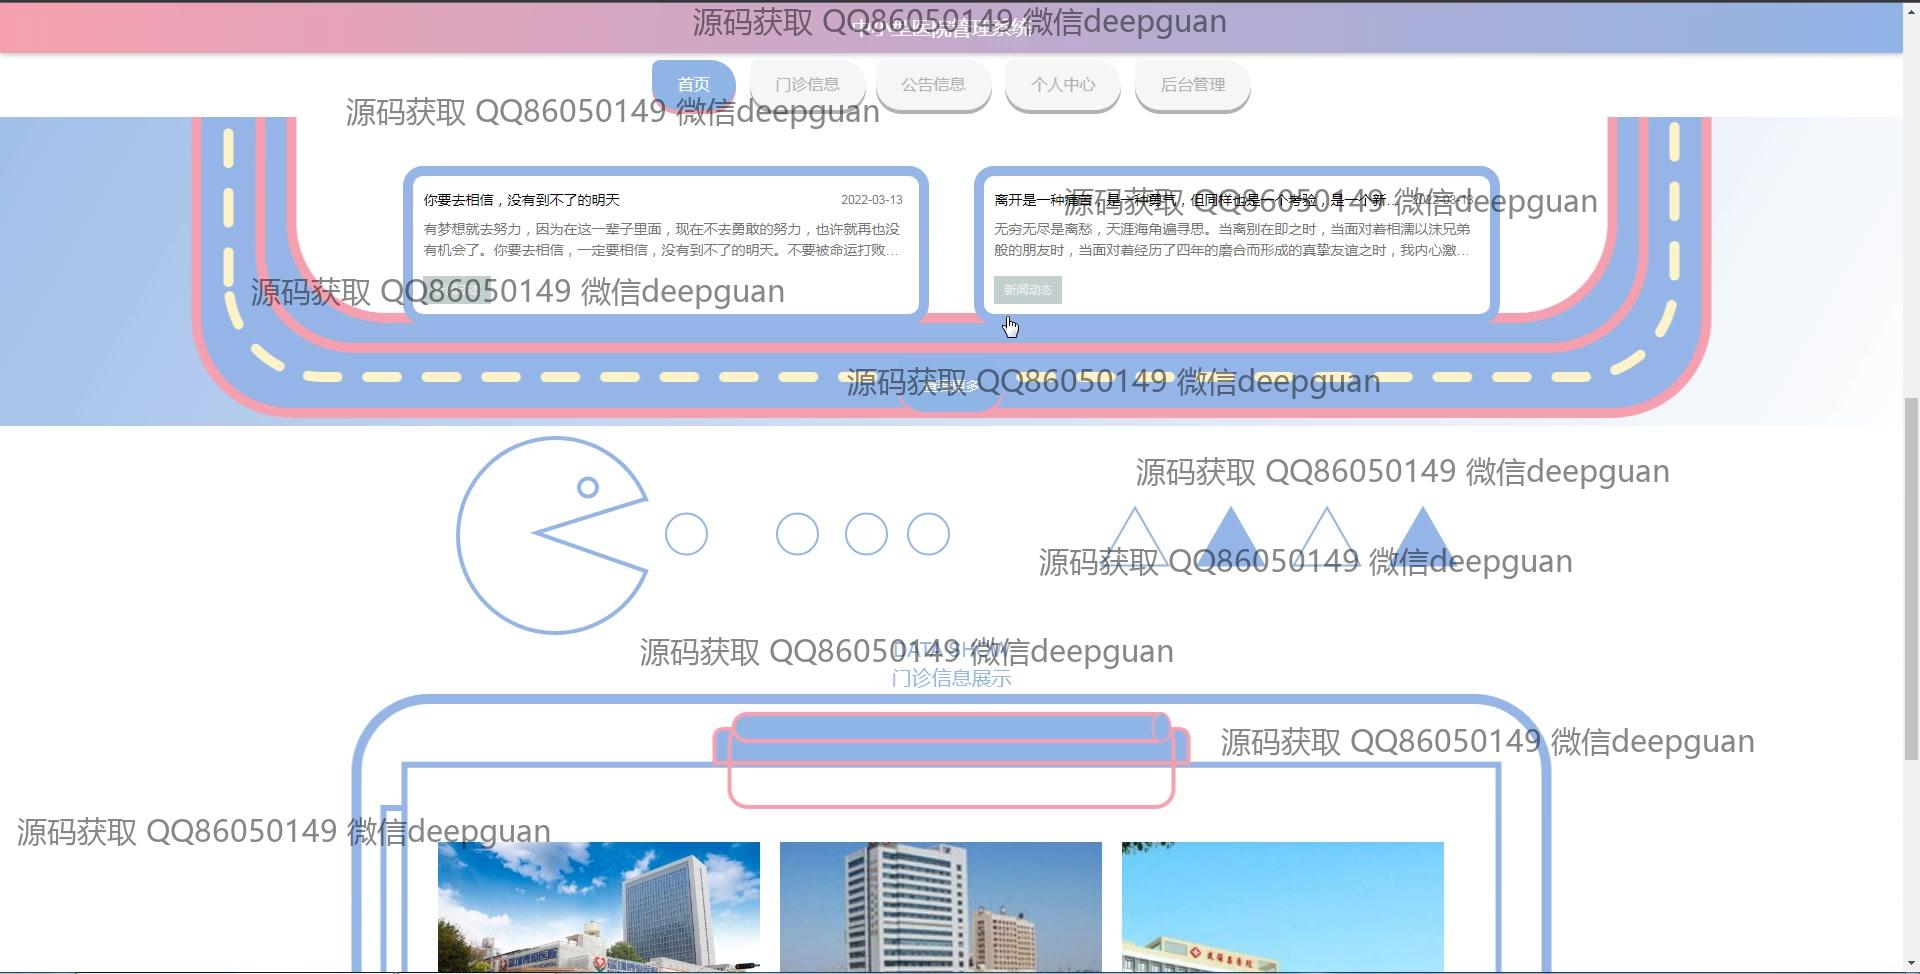 源码获取 QQ86050149 微信deepguan
中小型医院管理系统
首页 门诊信息 公告信息 个人中心 后台管理
源码获取 QQ86050149 微信deepguan
源码获取 QQ86050149 微信deepguan
你要去相信，没有到不了的明天 2022-03-13
有梦想就去努力，因为在这一辈子里面，现在不去勇敢的努力，也许就再也没
有机会了。你要去相信，一定要相信，没有到不了的明天。不要被命运打败...
离开是一种痛苦，是一种勇气，但同样也是一个考验，是一个新... 2022-03-13
无穷无尽是离愁，天涯海角遍寻思。当离别在即之时，当面对着相濡以沫兄弟
般的朋友时，当面对着经历了四年的磨合而形成的真挚友谊之时，我内心激...
新闻动态
源码获取 QQ86050149 微信deepguan
源码获取 QQ86050149 微信deepguan
源码获取 QQ86050149 微信deepguan
源码获取 QQ86050149 微信deepguan
源码获取 QQ86050149 微信deepguan
DATA SHOW
门诊信息展示
源码获取 QQ86050149 微信deepguan
源码获取 QQ86050149 微信deepguan